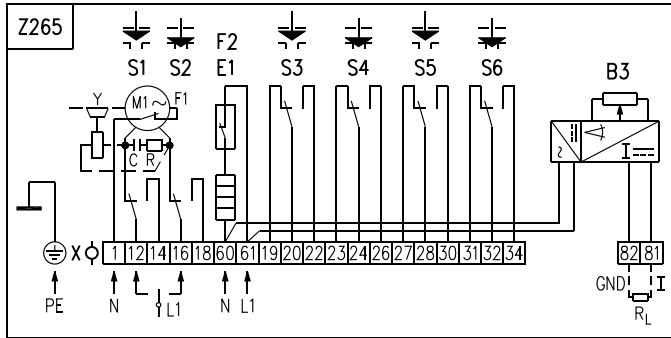 Z265
F2
S1 S2 E1 S3 S4 S5 S6 B3
Y M1 ~ F1
C R
~ I
X 1 12 14 16 18 60 61 19 20 22 23 24 26 27 28 30 31 32 34 82 81
GND I
PE N L1 N L1 RL